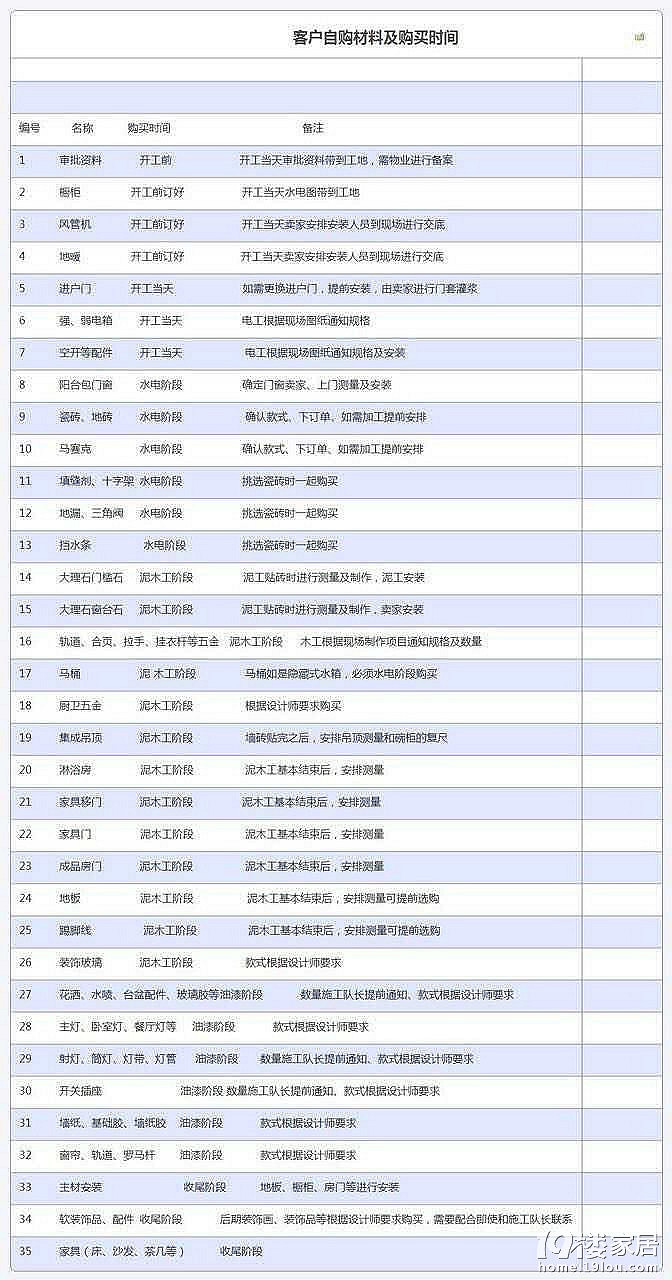 客户自购材料及购买时间
编号 名称 购买时间 备注
1 审批资料 开工前 开工当天审批资料带到工地，需物业进行备案
2 橱柜 开工前订好 开工当天水电图带到工地
3 风管机 开工前订好 开工当天卖家安排安装人员到现场进行交底
4 地暖 开工前订好 开工当天卖家安排安装人员到现场进行交底
5 进户门 开工当天 如需更换进户门，提前安装，由卖家进行门套灌浆
6 强、弱电箱 开工当天 电工根据现场图纸通知规格
7 空开等配件 开工当天 电工根据现场图纸通知规格及安装
8 阳台包门窗 水电阶段 确定门窗卖家、上门测量及安装
9 瓷砖、地砖 水电阶段 确认款式、下订单、如需加工提前安排
10 马赛克 水电阶段 确认款式、下订单、如需加工提前安排
11 填缝剂、十字架 水电阶段 挑选瓷砖时一起购买
12 地漏、三角阀 水电阶段 挑选瓷砖时一起购买
13 挡水条 水电阶段 挑选瓷砖时一起购买
14 大理石门槛石 泥木工阶段 泥工贴砖时进行测量及制作，泥工安装
15 大理石窗台石 泥木工阶段 泥工贴砖时进行测量及制作，卖家安装
16 轨道、合页、拉手、挂衣杆等五金 泥木工阶段 木工根据现场制作项目通知规格及数量
17 马桶 泥 木工阶段 马桶如是隐藏式水箱，必须水电阶段购买
18 厨卫五金 泥木工阶段 根据设计师要求购买
19 集成吊顶 泥木工阶段 墙砖贴完之后，安排吊顶测量和碗柜的复尺
20 淋浴房 泥木工阶段 泥木工基本结束后，安排测量
21 家具移门 泥木工阶段 泥木工基本结束后，安排测量
22 家具门 泥木工阶段 泥木工基本结束后，安排测量
23 成品房门 泥木工阶段 泥木工基本结束后，安排测量
24 地板 泥木工阶段 泥木工基本结束后，安排测量可提前选购
25 踢脚线 泥木工阶段 泥木工基本结束后，安排测量可提前选购
26 装饰玻璃 泥木工阶段 款式根据设计师要求
27 花洒、水喷、台盆配件、玻璃胶等油漆阶段 数量施工队长提前通知、款式根据设计师要求
28 主灯、卧室灯、餐厅灯等 油漆阶段 款式根据设计师要求
29 射灯、筒灯、灯带、灯管 油漆阶段 数量施工队长提前通知、款式根据设计师要求
30 开关插座 油漆阶段 数量施工队长提前通知、款式根据设计师要求
31 墙纸、基础胶、墙纸胶 油漆阶段 款式根据设计师要求
32 窗帘、轨道、罗马杆 油漆阶段 款式根据设计师要求
33 主材安装 收尾阶段 地板、橱柜、房门等进行安装
34 软装饰品、配件 收尾阶段 后期装饰画、装饰品等根据设计师要求购买，需要配合即使和施工队长联系
35 家具（床、沙发、茶几等） 收尾阶段
19楼家居
home.19lou.com